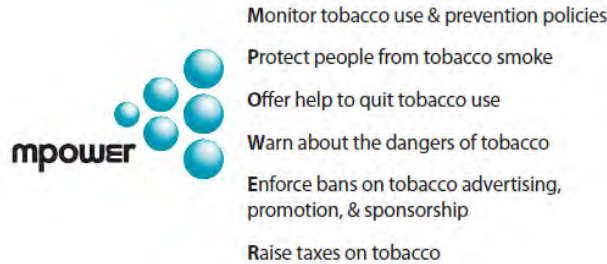 mpower
Monitor tobacco use & prevention policies
Protect people from tobacco smoke
Offer help to quit tobacco use
Warn about the dangers of tobacco
Enforce bans on tobacco advertising,
promotion, & sponsorship
Raise taxes on tobacco